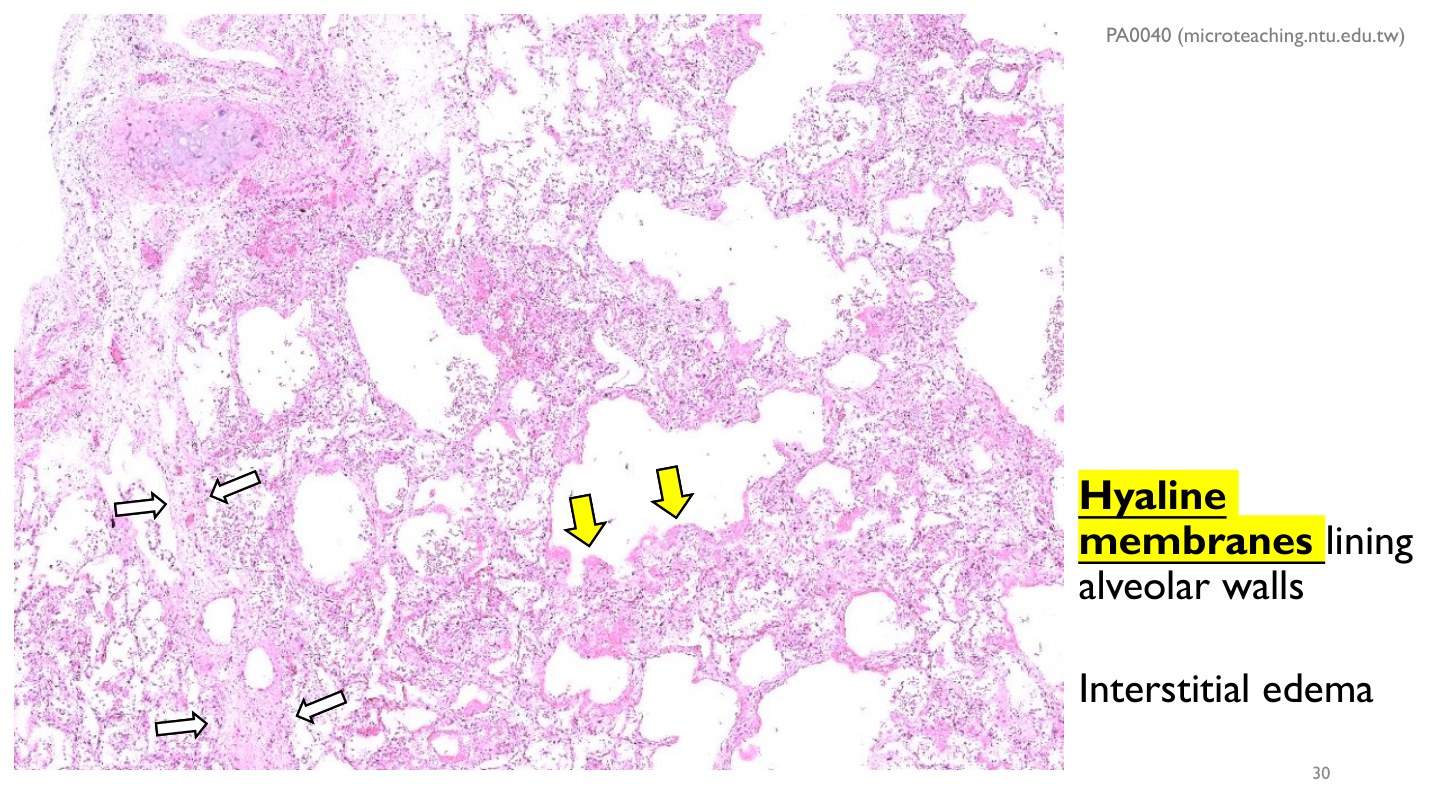 PA0040 (microteaching.ntu.edu.tw)
Hyaline
membranes lining
alveolar walls
Interstitial edema
30